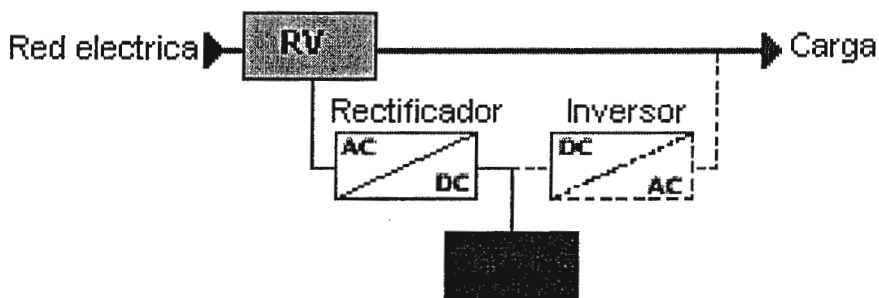 Red electrica
RV
Carga
Rectificador
Inversor
AC
DC
DC
AC